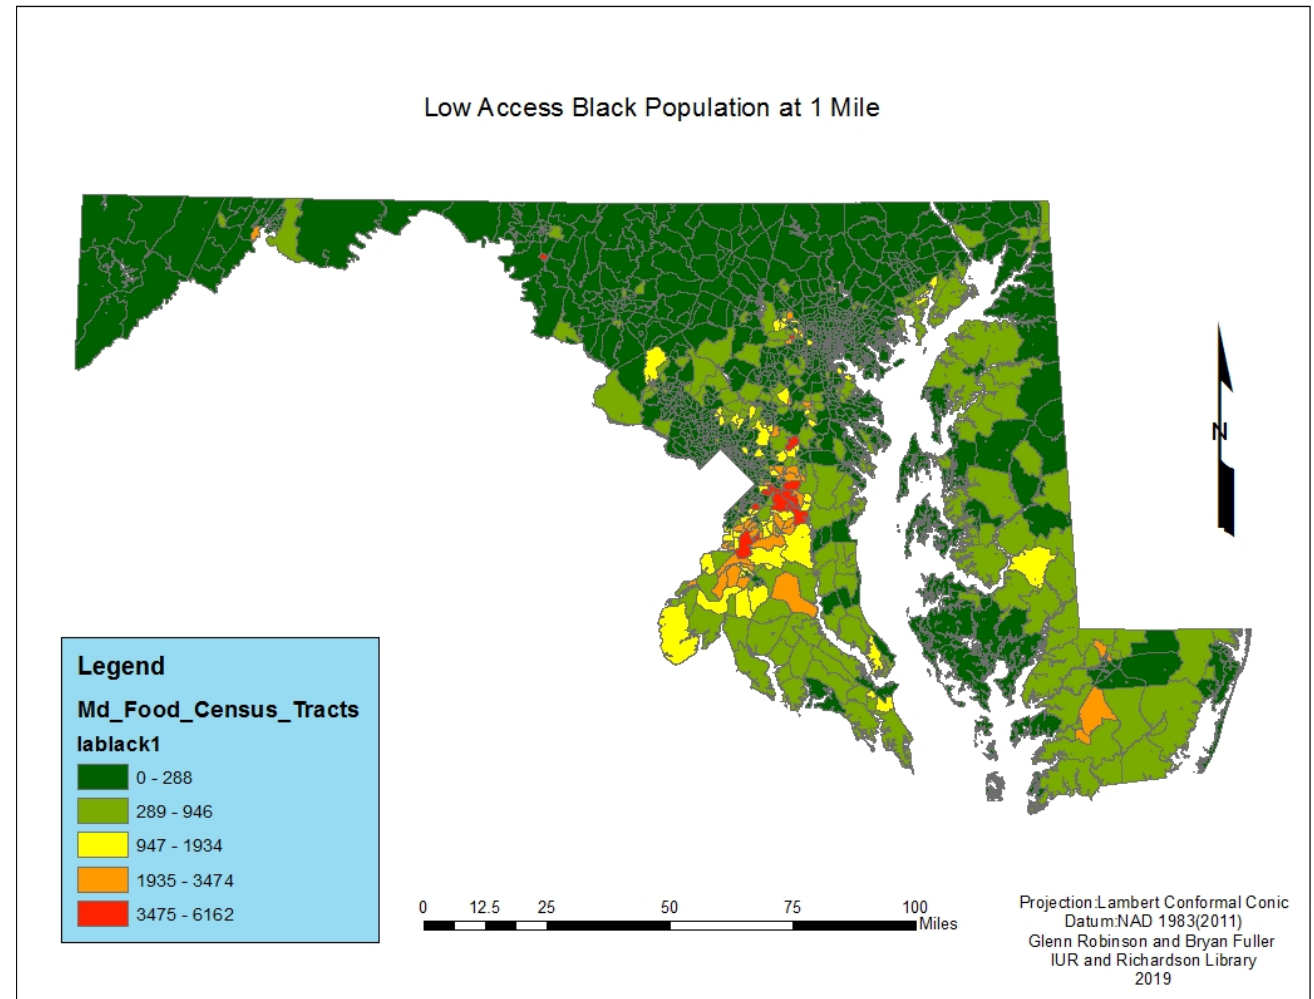 Low Access Black Population at 1 Mile
N
Legend
Md_Food_Census_Tracts
lablack1
0 - 288
289 - 946
947 - 1934
1935 - 3474
3475 - 6162
0 12.5 25 50 75 100
Miles
Projection:Lambert Conformal Conic
Datum:NAD 1983(2011)
Glenn Robinson and Bryan Fuller
IUR and Richardson Library
2019